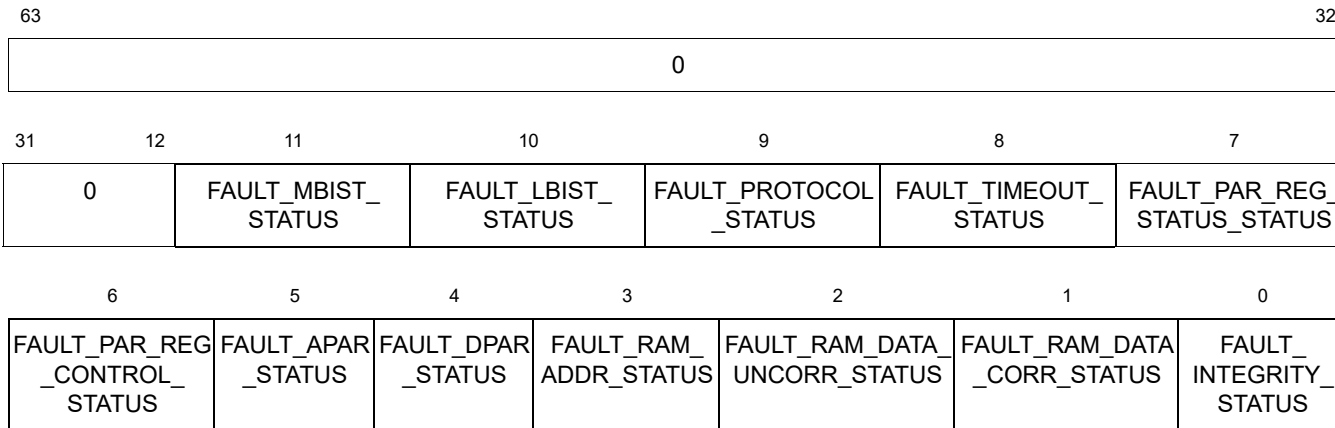 63 32
0
31 12 11 10 9 8 7
0 FAULT_MBIST_ FAULT_LBIST_ FAULT_PROTOCOL FAULT_TIMEOUT_ FAULT_PAR_REG_
STATUS STATUS _STATUS STATUS STATUS_STATUS
6 5 4 3 2 1 0
FAULT_PAR_REG FAULT_APAR FAULT_DPAR FAULT_RAM_ FAULT_RAM_DATA_ FAULT_RAM_DATA FAULT_
_CONTROL_ _STATUS _STATUS ADDR_STATUS UNCORR_STATUS _CORR_STATUS INTEGRITY_
STATUS STATUS